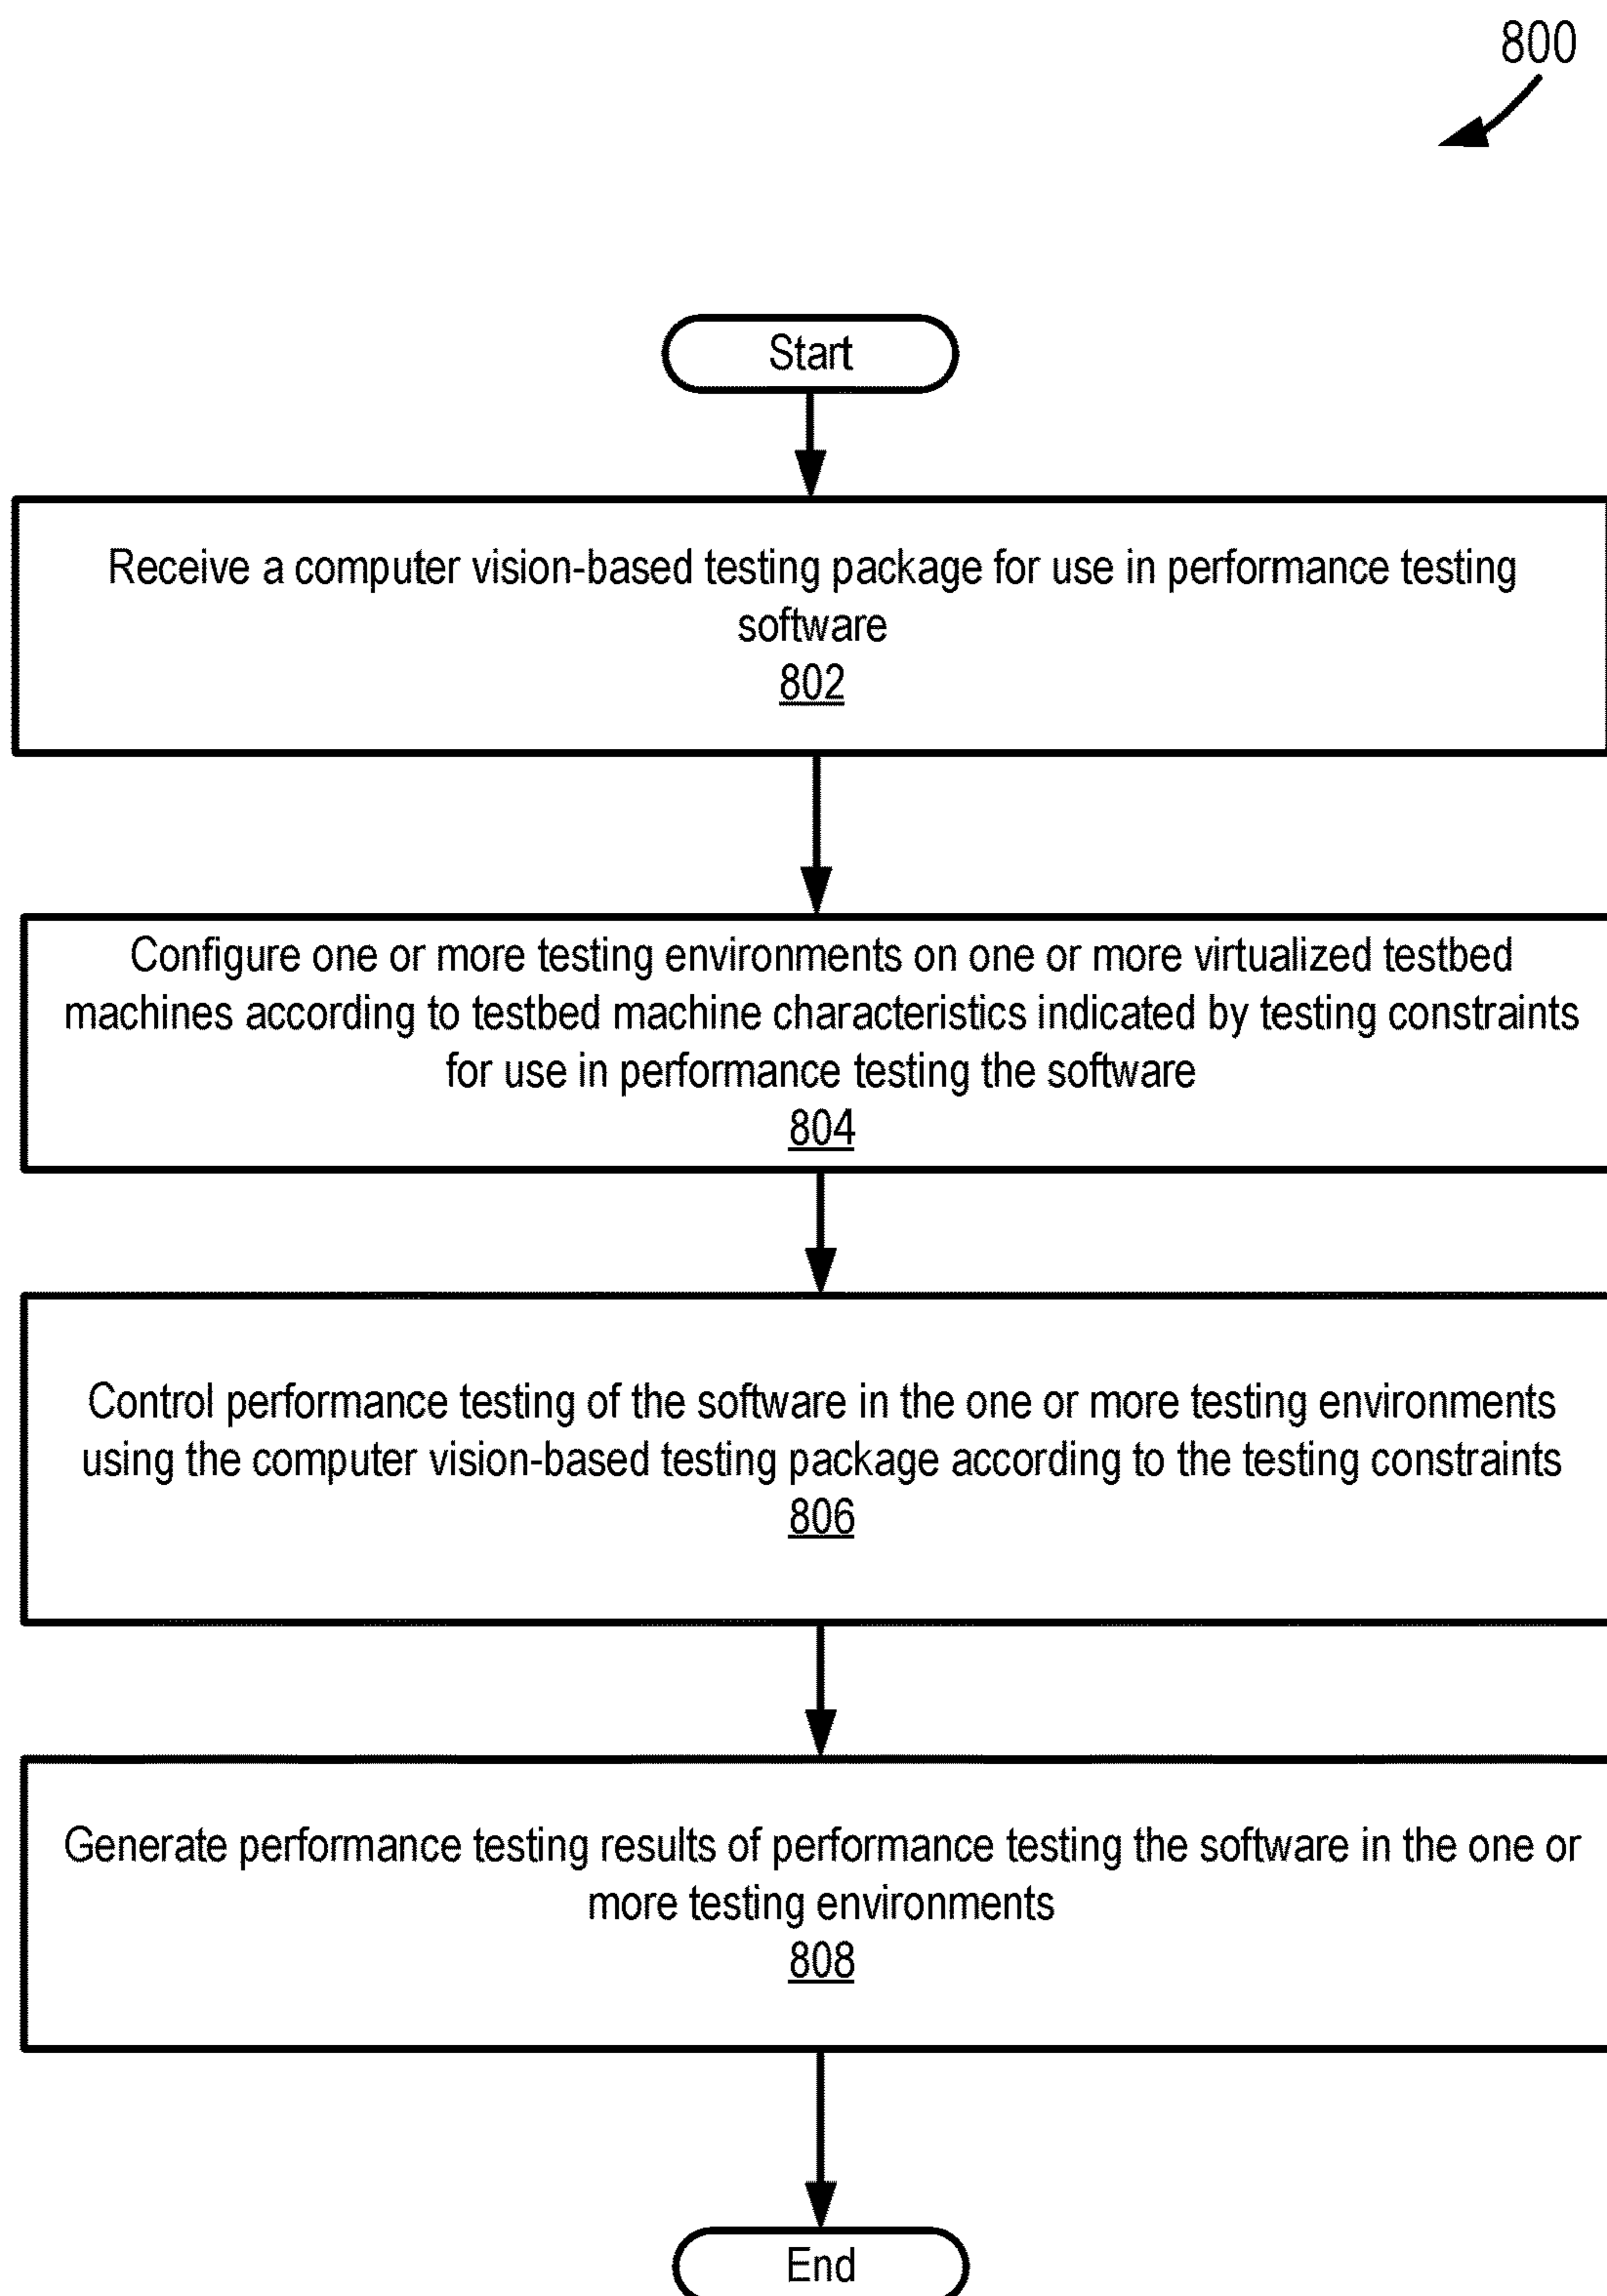 800
Start
Receive a computer vision-based testing package for use in performance testing
software
802
Configure one or more testing environments on one or more virtualized testbed
machines according to testbed machine characteristics indicated by testing constraints
for use in performance testing the software
804
Control performance testing of the software in the one or more testing environments
using the computer vision-based testing package according to the testing constraints
806
Generate performance testing results of performance testing the software in the one or
more testing environments
808
End